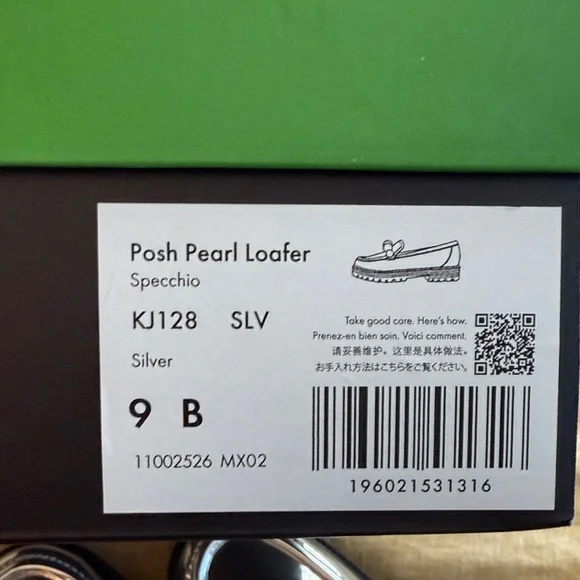 Posh Pearl Loafer
Specchio
KJ128 SLV
Silver
9 B
11002526 MX02
Take good care. Here's how.
Prenez-en bien soin. Voici comment.
请妥善维护。这里是具体做法。
お手入れ方法はこちらをご覧ください。
196021531316